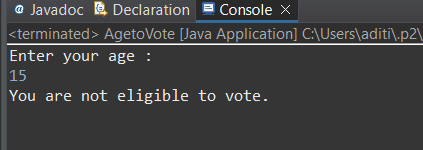 @ Javadoc Declaration Console
<terminated> AgetoVote [Java Application] C:\Users\aditi\.p2\
Enter your age :
15
You are not eligible to vote.